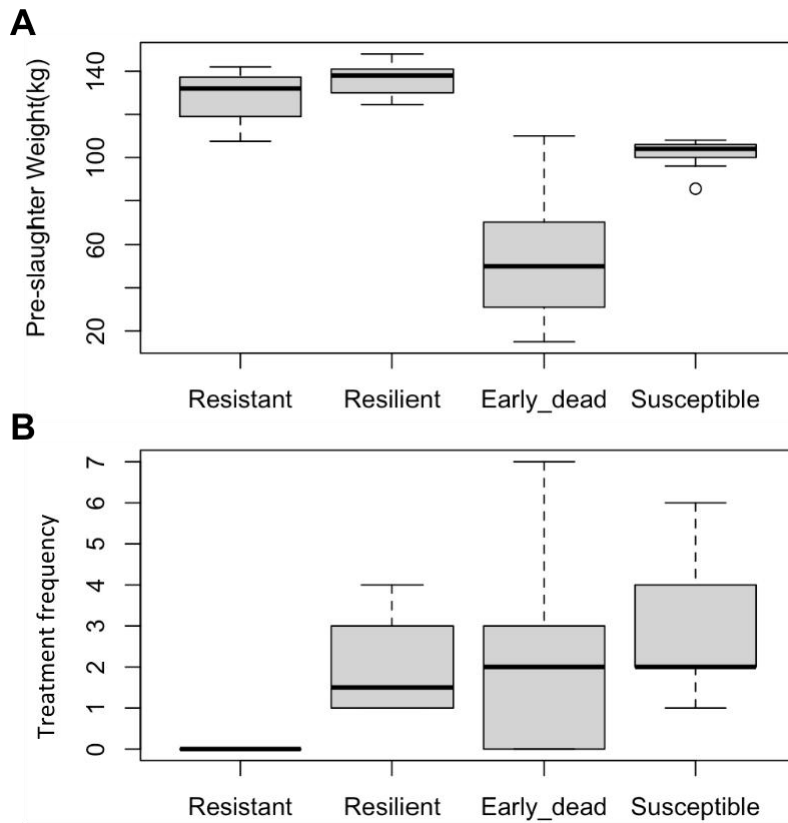 A
Pre-slaughter Weight(kg)
140
100
60
20
Resistant Resilient Early_dead Susceptible
B
Treatment frequency
7
6
5
4
3
2
1
0
Resistant Resilient Early_dead Susceptible